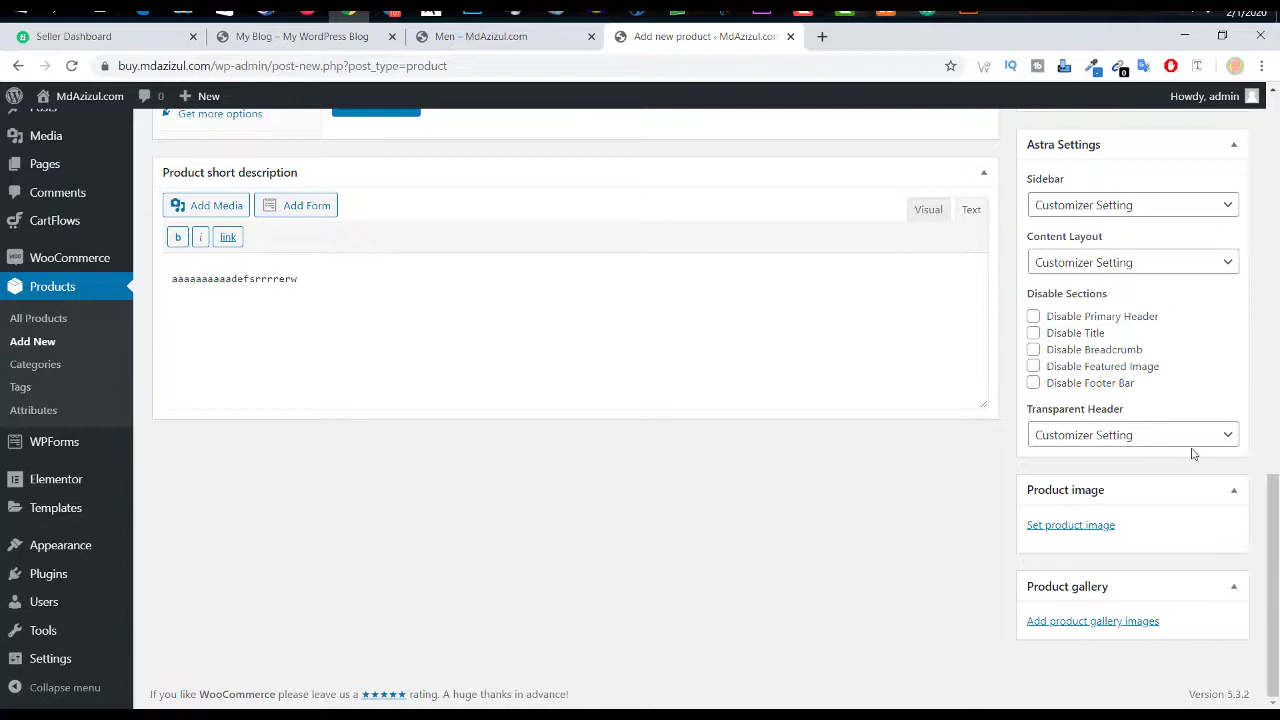 2/1/2020
Seller Dashboard
My Blog – My WordPress Blog
Men – MdAzizul.com
Add new product ‹ MdAzizul.com
buy.mdazizul.com/wp-admin/post-new.php?post_type=product
MdAzizul.com
0
New
Howdy, admin
Media
Pages
Comments
CartFlows
WooCommerce
Products
All Products
Add New
Categories
Tags
Attributes
WPForms
Elementor
Templates
Appearance
Plugins
Users
Tools
Settings
Collapse menu
Get more options
Product short description
Add Media
Add Form
Visual
Text
b
i
link
aaaaaaaaaadefsrrrrerw
Astra Settings
Sidebar
Customizer Setting
Content Layout
Customizer Setting
Disable Sections
Disable Primary Header
Disable Title
Disable Breadcrumb
Disable Featured Image
Disable Footer Bar
Transparent Header
Customizer Setting
Product image
Set product image
Product gallery
Add product gallery images
If you like WooCommerce please leave us a ★★★★★ rating. A huge thanks in advance!
Version 5.3.2